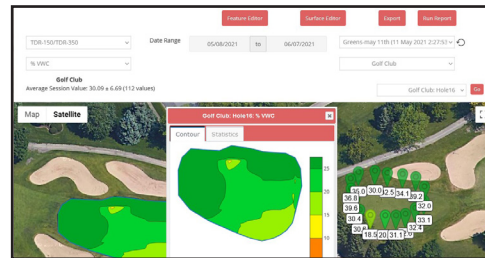 Feature Editor
Surface Editor
Export
Run Report
TDR-150/TDR-350
Date Range
05/08/2021
to
06/07/2021
Greens-may 11th (11 May 2021 2:27:5
% VWC
Golf Club
Golf Club
Average Session Value: 30.09 ± 6.69 (112 values)
Golf Club: Hole16
Go
Map
Satellite
Golf Club: Hole16: % VWC
Contour
Statistics
25
20
15
10
30.0
32.5
34.1
39.2
36.8
39.6
32.0
30.4
33.1
32.4
18.5
20
31.1